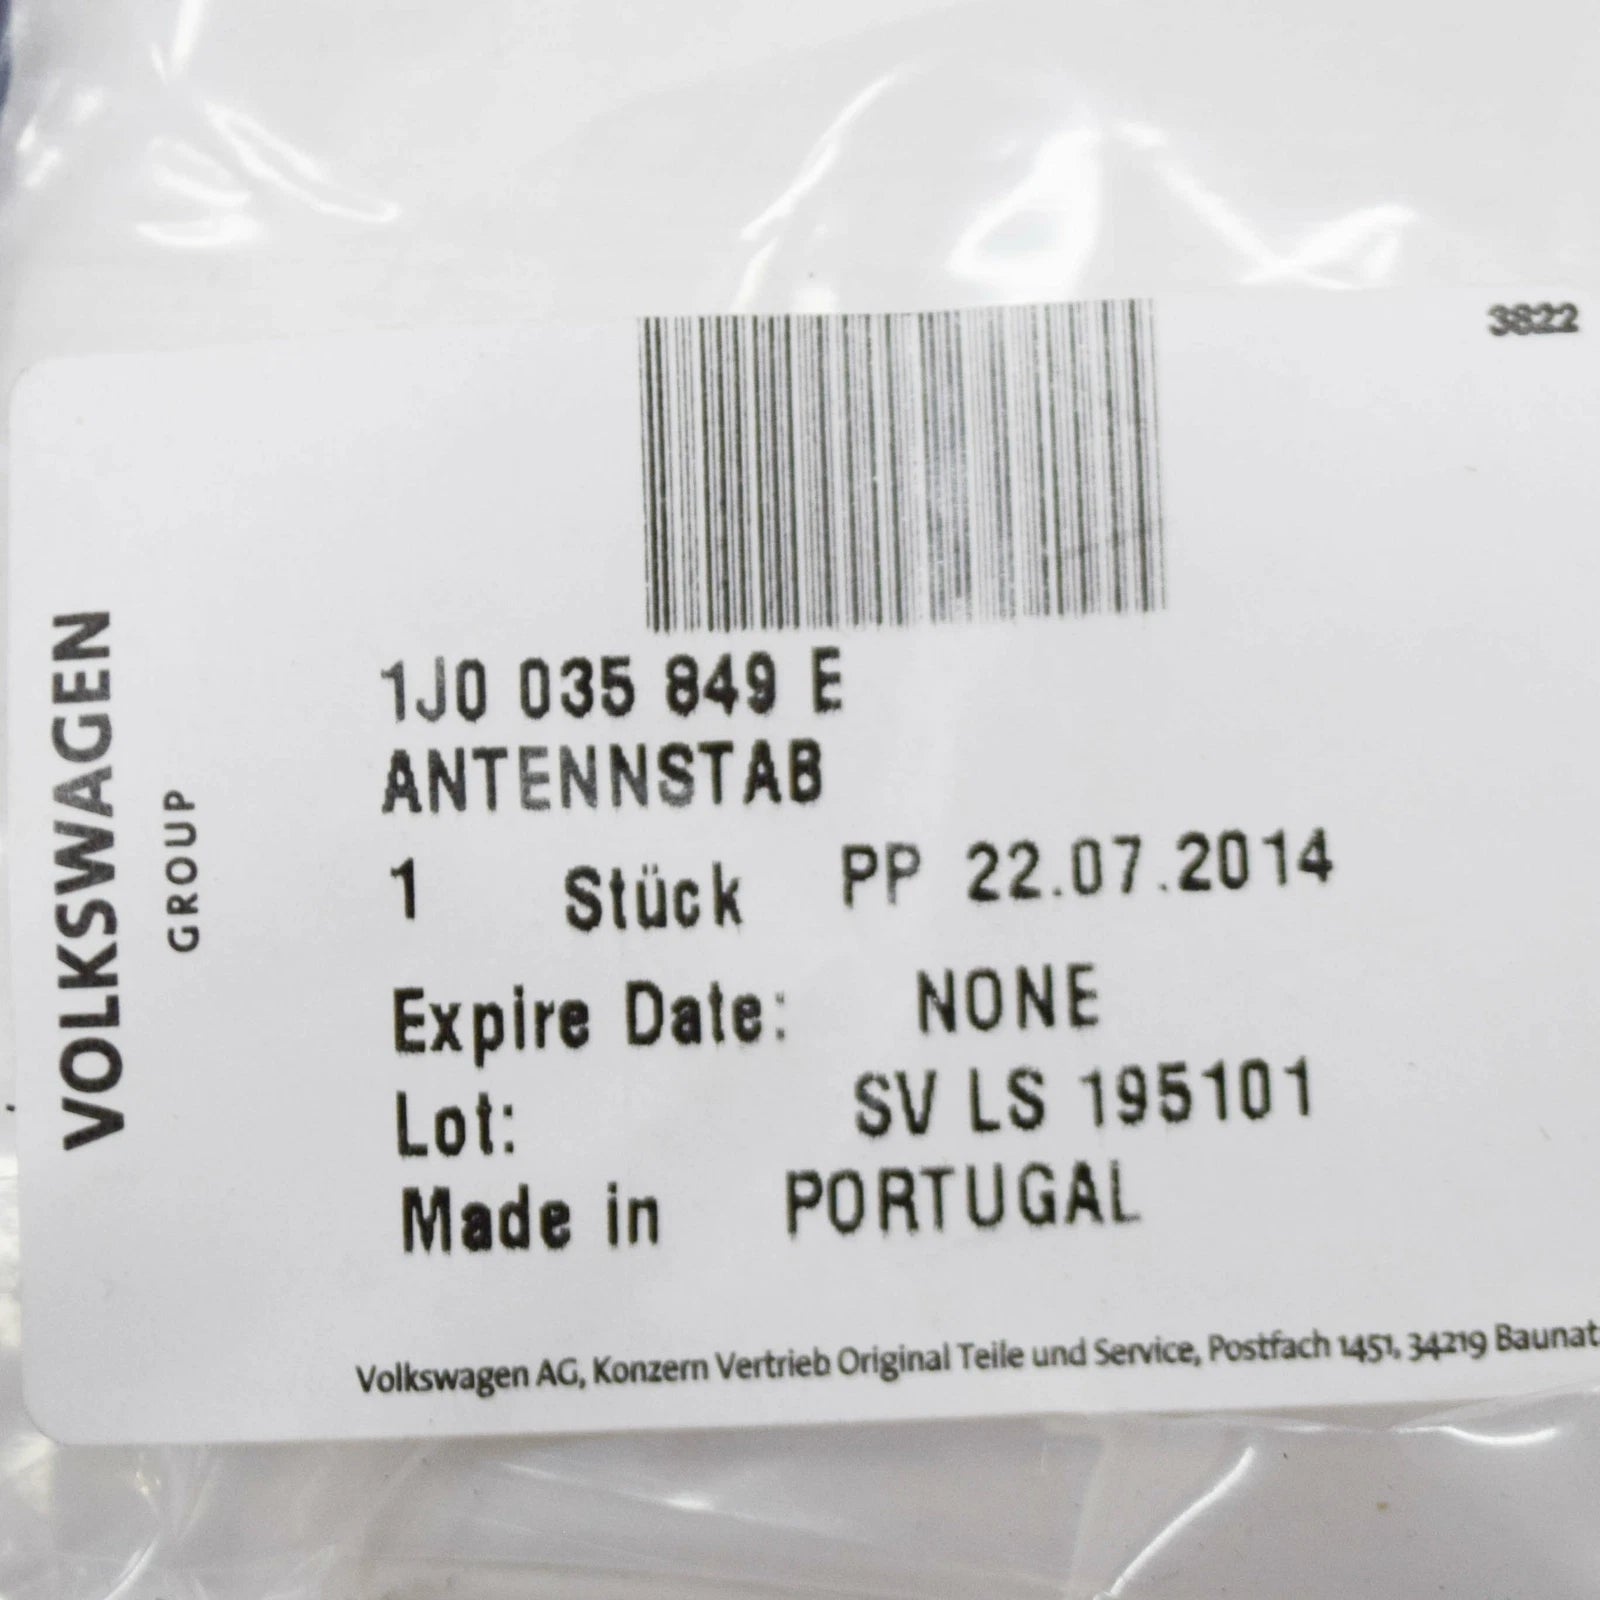 3822
VOLKSWAGEN
GROUP
1J0 035 849 E
ANTENNSTAB
1 Stück PP 22.07.2014
Expire Date: NONE
Lot: SV LS 195101
Made in PORTUGAL
Volkswagen AG, Konzern Vertrieb Original Teile und Service, Postfach 1451, 34219 Baunat